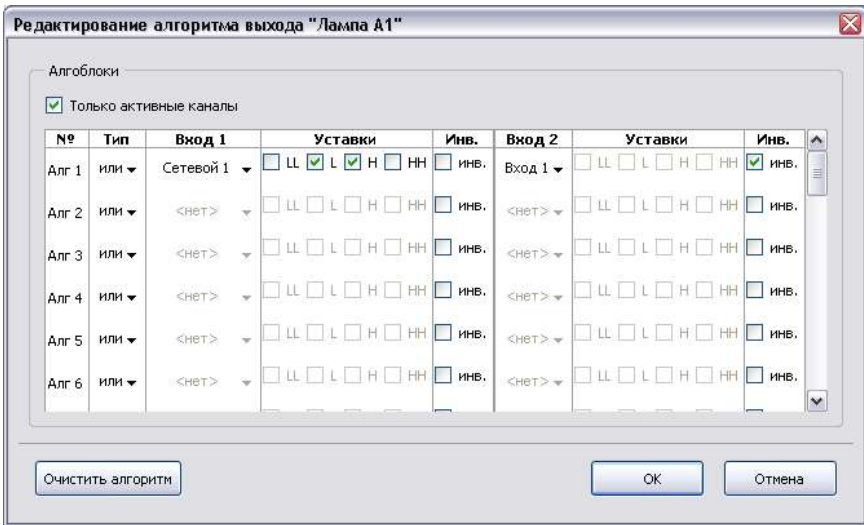 Редактирование алгоритма выхода "Лампа А1"
Алгоблоки
Только активные каналы
№ Тип Вход 1 Уставки Инв. Вход 2 Уставки Инв.
Алг 1 или Сетевой 1 LL L H HH инв. Вход 1 LL L H HH инв.
Алг 2 или <нет> LL L H HH инв. <нет> LL L H HH инв.
Алг 3 или <нет> LL L H HH инв. <нет> LL L H HH инв.
Алг 4 или <нет> LL L H HH инв. <нет> LL L H HH инв.
Алг 5 или <нет> LL L H HH инв. <нет> LL L H HH инв.
Алг 6 или <нет> LL L H HH инв. <нет> LL L H HH инв.
Очистить алгоритм OK Отмена